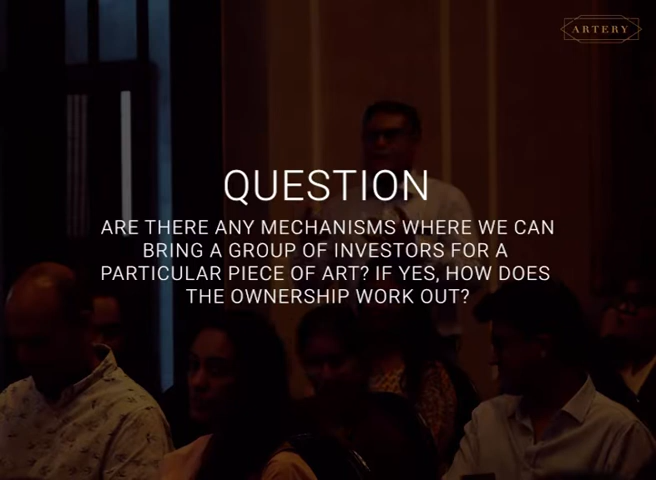 ARTERY
QUESTION
ARE THERE ANY MECHANISMS WHERE WE CAN
BRING A GROUP OF INVESTORS FOR A
PARTICULAR PIECE OF ART? IF YES, HOW DOES
THE OWNERSHIP WORK OUT?